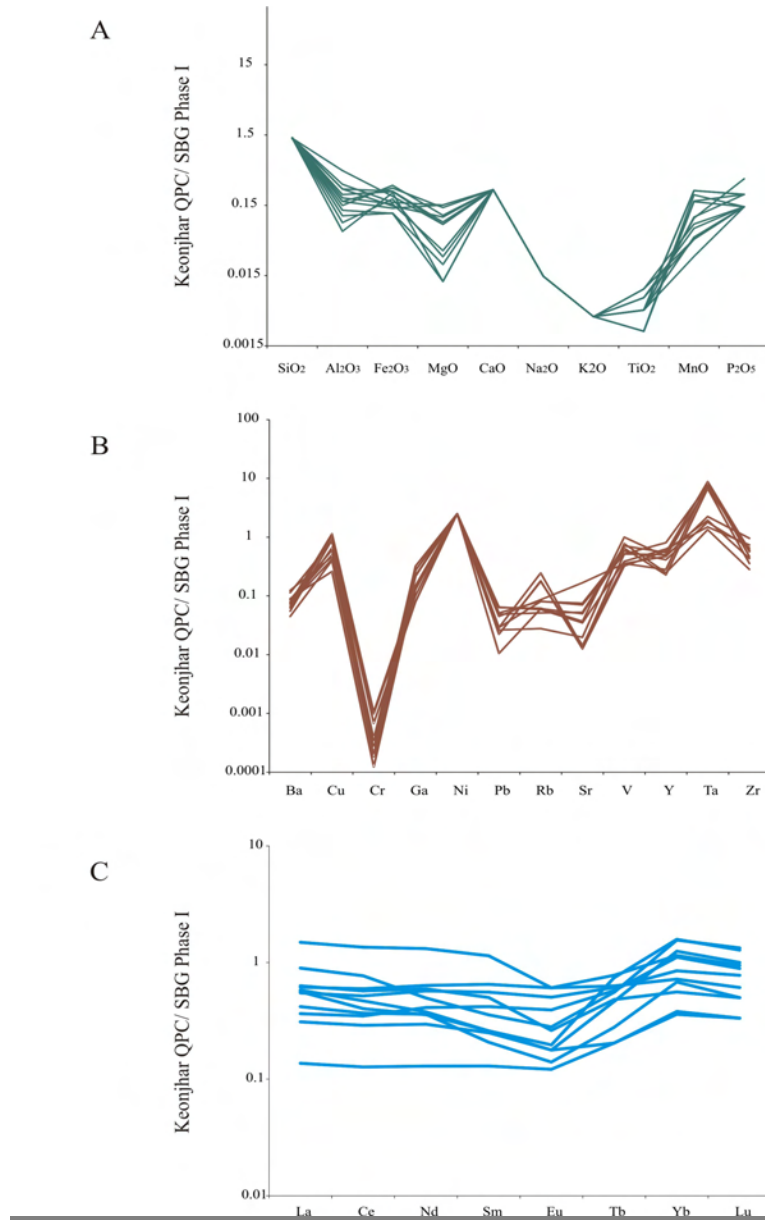 A
Keonjhar QPC/ SBG Phase I
15
1.5
0.15
0.015
0.0015
SiO₂ Al₂O₃ Fe₂O₃ MgO CaO Na₂O K2O TiO₂ MnO P₂O₅
B
Keonjhar QPC/ SBG Phase I
100
10
1
0.1
0.01
0.001
0.0001
Ba Cu Cr Ga Ni Pb Rb Sr V Y Ta Zr
C
Keonjhar QPC/ SBG Phase I
10
1
0.1
0.01
La Ce Nd Sm Eu Tb Yb Lu